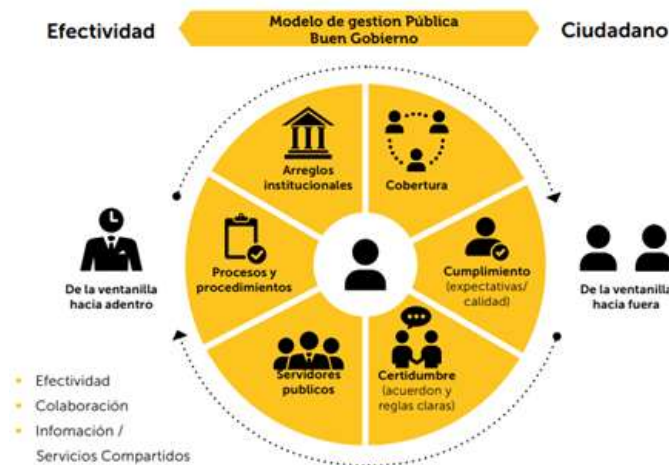 Efectividad
Modelo de gestion Pública
Buen Gobierno
Ciudadano
Arreglos
institucionales
Cobertura
Procesos y
procedimientos
Cumplimiento
(expectativas/
calidad)
De la ventanilla
hacia adentro
De la ventanilla
hacia fuera
Servidores
publicos
Certidumbre
(acuerdon y
reglas claras)
Efectividad
Colaboración
Infomación /
Servicios Compartidos